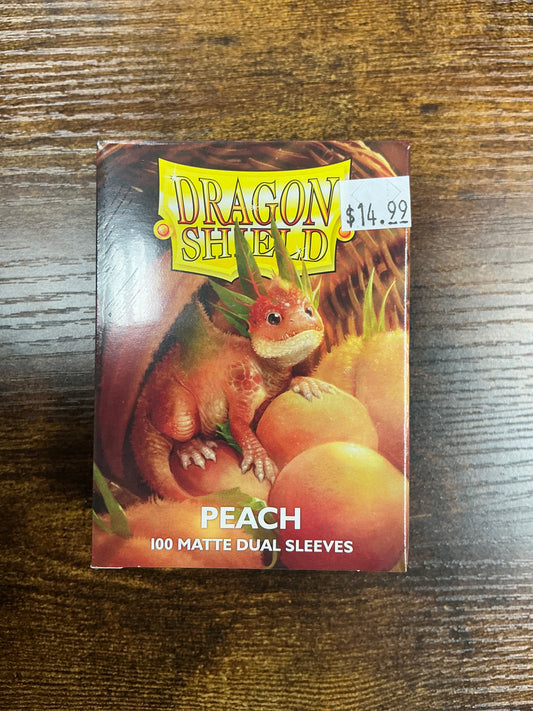 DRAGON
SHIELD
$14.99
PEACH
100 MATTE DUAL SLEEVES